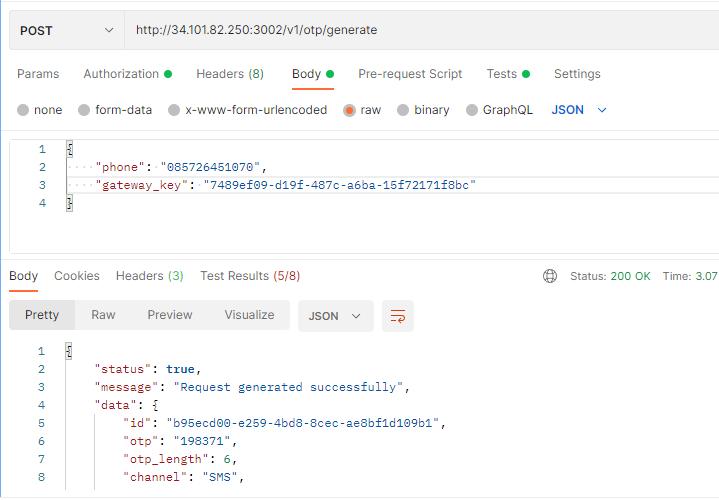 POST http://34.101.82.250:3002/v1/otp/generate
Params Authorization Headers (8) Body Pre-request Script Tests Settings
none form-data x-www-form-urlencoded raw binary GraphQL JSON
1 {
2 "phone": "085726451070",
3 "gateway_key": "7489ef09-d19f-487c-a6ba-15f72171f8bc"
4 }
Body Cookies Headers (3) Test Results (5/8) Status: 200 OK Time: 3.07
Pretty Raw Preview Visualize JSON
1 {
2 "status": true,
3 "message": "Request generated successfully",
4 "data": {
5 "id": "b95ecd00-e259-4bd8-8cec-ae8bf1d109b1",
6 "otp": "198371",
7 "otp_length": 6,
8 "channel": "SMS",